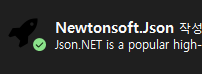 Newtonsoft.Json 작성
Json.NET is a popular high-